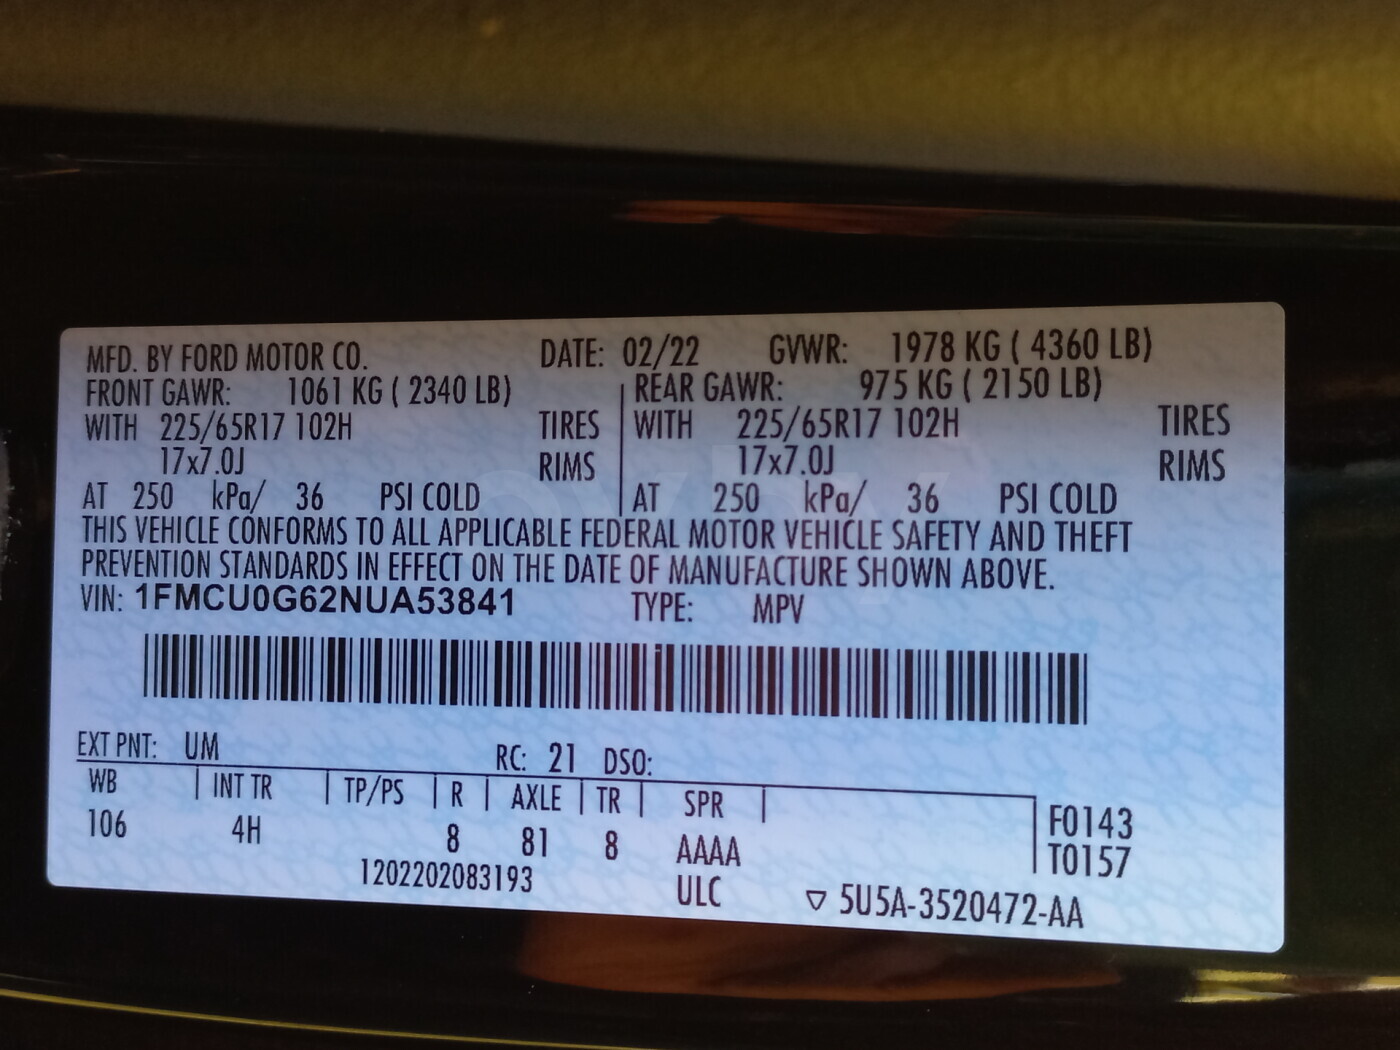 MFD. BY FORD MOTOR CO. DATE: 02/22 GVWR: 1978 KG ( 4360 LB)
FRONT GAWR: 1061 KG ( 2340 LB) REAR GAWR: 975 KG ( 2150 LB)
WITH 225/65R17 102H TIRES WITH 225/65R17 102H TIRES
17x7.0J RIMS 17x7.0J RIMS
AT 250 kPa/ 36 PSI COLD AT 250 kPa/ 36 PSI COLD
THIS VEHICLE CONFORMS TO ALL APPLICABLE FEDERAL MOTOR VEHICLE SAFETY AND THEFT
PREVENTION STANDARDS IN EFFECT ON THE DATE OF MANUFACTURE SHOWN ABOVE.
VIN: 1FMCU0G62NUA53841 TYPE: MPV
EXT PNT: UM RC: 21 DSO:
WB INT TR TP/PS R AXLE TR SPR F0143
106 4H 8 81 8 AAAA T0157
1202202083193 ULC 5U5A-3520472-AA